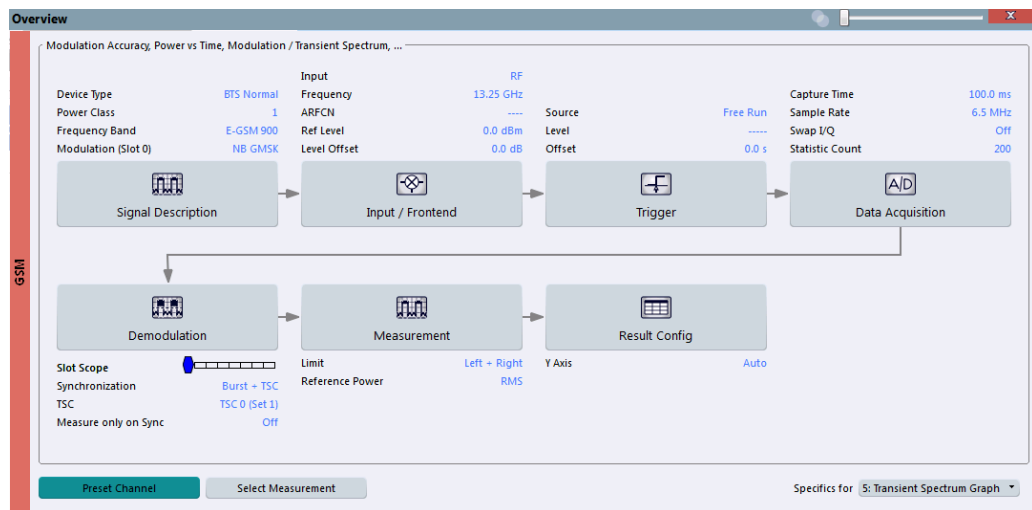 Overview
Modulation Accuracy, Power vs Time, Modulation / Transient Spectrum, ...
Device Type BTS Normal
Power Class 1
Frequency Band E-GSM 900
Modulation (Slot 0) NB GMSK
Signal Description
Input RF
Frequency 13.25 GHz
ARFCN ----
Ref Level 0.0 dBm
Level Offset 0.0 dB
Input / Frontend
Source Free Run
Level -----
Offset 0.0 s
Trigger
Capture Time 100.0 ms
Sample Rate 6.5 MHz
Swap I/Q Off
Statistic Count 200
A/D
Data Acquisition
GSM
Demodulation
Slot Scope
Synchronization Burst + TSC
TSC TSC 0 (Set 1)
Measure only on Sync Off
Measurement
Limit Left + Right
Reference Power RMS
Result Config
Y Axis Auto
Preset Channel
Select Measurement
Specifics for 5: Transient Spectrum Graph